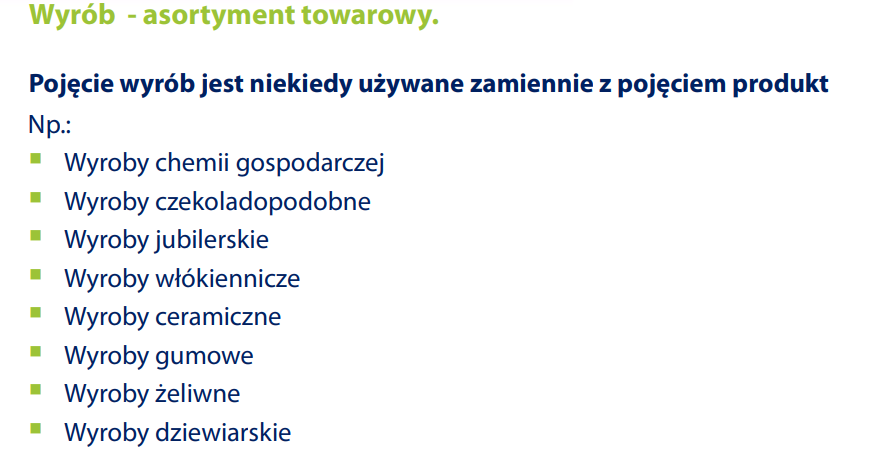 Wyrób - asortyment towarowy.
Pojęcie wyrób jest niekiedy używane zamiennie z pojęciem produkt
Np.:
Wyroby chemii gospodarczej
Wyroby czekoladopodobne
Wyroby jubilerskie
Wyroby włókiennicze
Wyroby ceramiczne
Wyroby gumowe
Wyroby żeliwne
Wyroby dziewiarskie